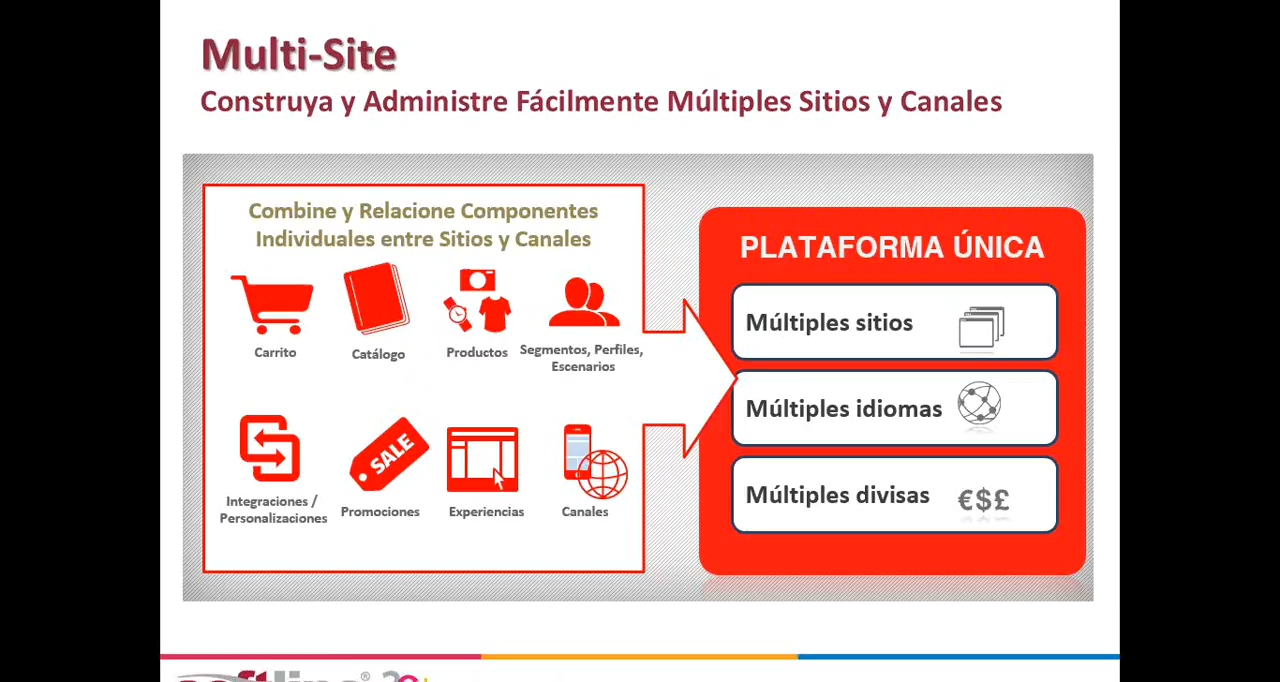 Multi-Site
Construya y Administre Fácilmente Múltiples Sitios y Canales
Combine y Relacione Componentes
Individuales entre Sitios y Canales
Carrito
Catálogo
Productos
Segmentos, Perfiles,
Escenarios
Integraciones /
Personalizaciones
SALE
Promociones
Experiencias
Canales
PLATAFORMA ÚNICA
Múltiples sitios
Múltiples idiomas
Múltiples divisas
€$£